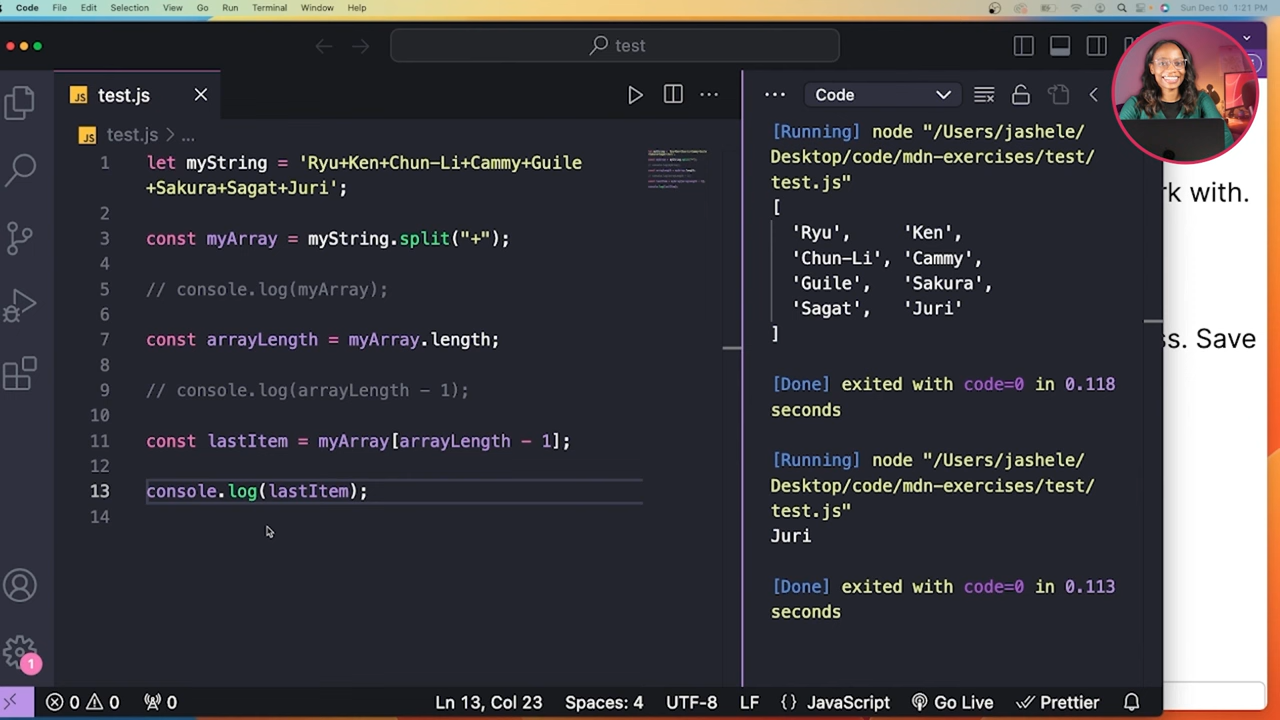 Code File Edit Selection View Go Run Terminal Window Help Sun Dec 10 1:21 PM
test
JS test.js
Code
JS test.js > ...
1 let myString = 'Ryu+Ken+Chun-Li+Cammy+Guile
+Sakura+Sagat+Juri';
2
3 const myArray = myString.split("+");
4
5 // console.log(myArray);
6
7 const arrayLength = myArray.length;
8
9 // console.log(arrayLength - 1);
10
11 const lastItem = myArray[arrayLength - 1];
12
13 console.log(lastItem);
14
[Running] node "/Users/jashele/
Desktop/code/mdn-exercises/test/
test.js"
[
'Ryu', 'Ken',
'Chun-Li', 'Cammy',
'Guile', 'Sakura',
'Sagat', 'Juri'
]
[Done] exited with code=0 in 0.118
seconds
[Running] node "/Users/jashele/
Desktop/code/mdn-exercises/test/
test.js"
Juri
[Done] exited with code=0 in 0.113
seconds
rk with.
ss. Save
1
0 0 0 Ln 13, Col 23 Spaces: 4 UTF-8 LF {} JavaScript Go Live Prettier